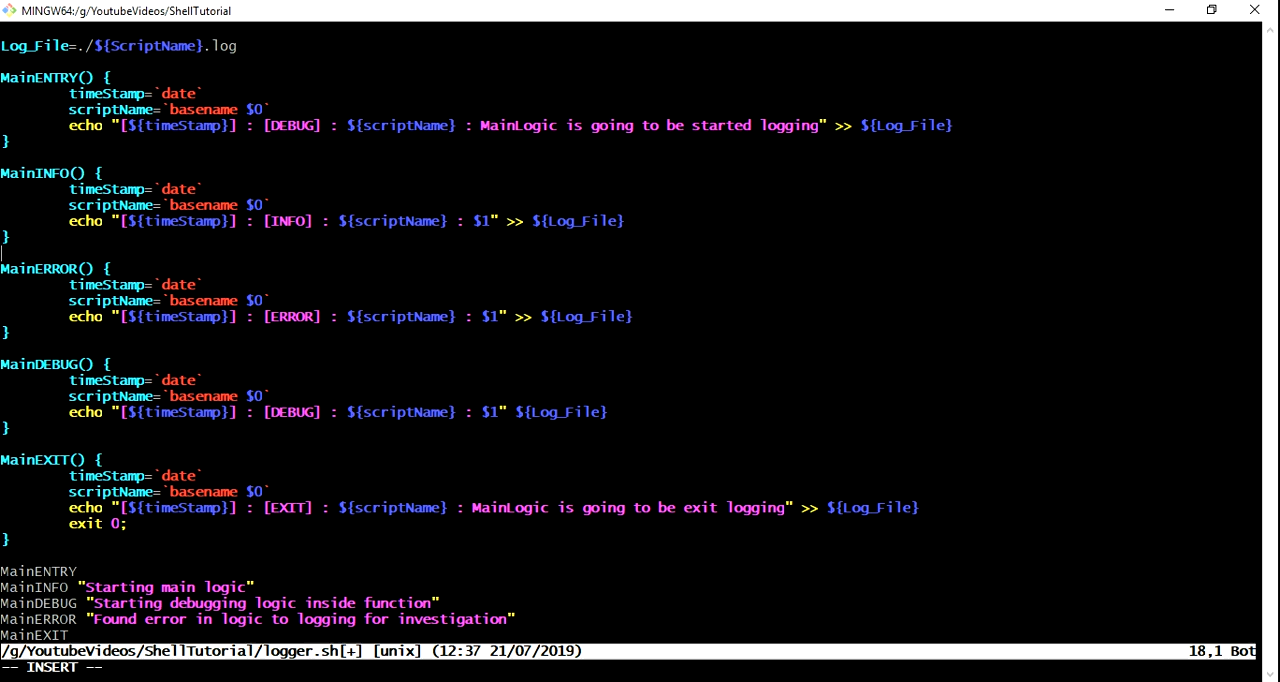 MINGW64:/g/YoutubeVideos/ShellTutorial
Log_File=./${ScriptName}.log
MainENTRY() {
timeStamp=`date`
scriptName=`basename $0`
echo "[${timeStamp}] : [DEBUG] : ${scriptName} : MainLogic is going to be started logging" >> ${Log_File}
}
MainINFO() {
timeStamp=`date`
scriptName=`basename $0`
echo "[${timeStamp}] : [INFO] : ${scriptName} : $1" >> ${Log_File}
}
MainERROR() {
timeStamp=`date`
scriptName=`basename $0`
echo "[${timeStamp}] : [ERROR] : ${scriptName} : $1" >> ${Log_File}
}
MainDEBUG() {
timeStamp=`date`
scriptName=`basename $0`
echo "[${timeStamp}] : [DEBUG] : ${scriptName} : $1" ${Log_File}
}
MainEXIT() {
timeStamp=`date`
scriptName=`basename $0`
echo "[${timeStamp}] : [EXIT] : ${scriptName} : MainLogic is going to be exit logging" >> ${Log_File}
exit 0;
}
MainENTRY
MainINFO "Starting main logic"
MainDEBUG "Starting debugging logic inside function"
MainERROR "Found error in logic to logging for investigation"
MainEXIT
/g/YoutubeVideos/ShellTutorial/logger.sh[+] [unix] (12:37 21/07/2019) 18,1 Bot
-- INSERT --